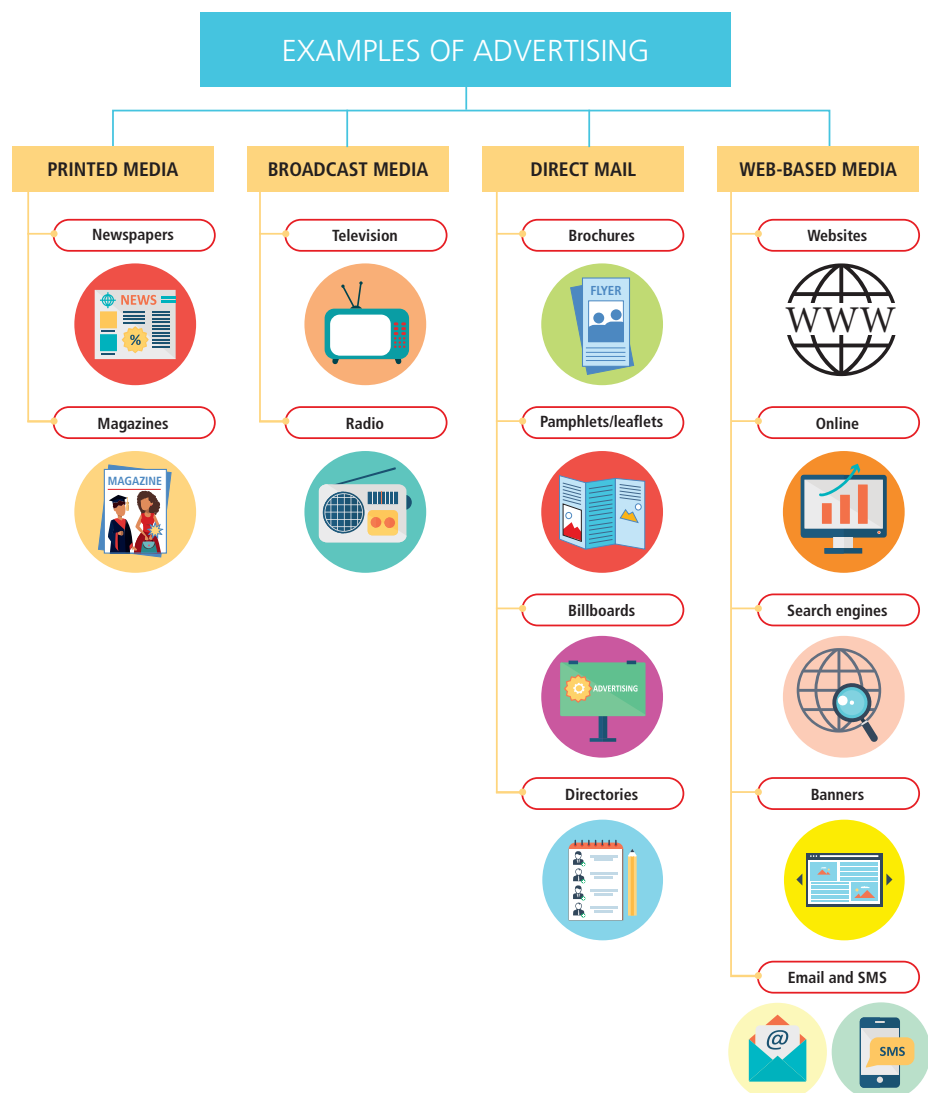 EXAMPLES OF ADVERTISING
PRINTED MEDIA
Newspapers
NEWS
%
Magazines
MAGAZINE
BROADCAST MEDIA
Television
Radio
DIRECT MAIL
Brochures
FLYER
Pamphlets/leaflets
Billboards
ADVERTISING
Directories
WEB-BASED MEDIA
Websites
WWW
Online
Search engines
Banners
Email and SMS
@
SMS